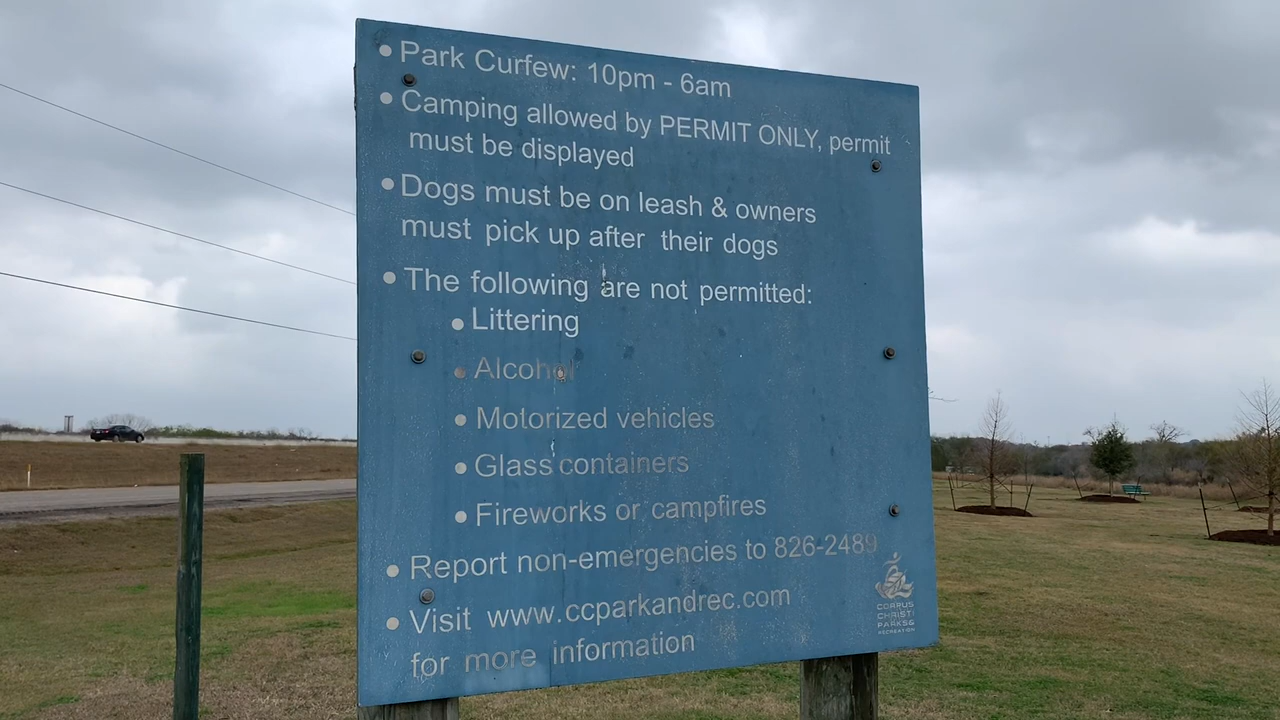 • Park Curfew: 10pm - 6am
• Camping allowed by PERMIT ONLY, permit
must be displayed
• Dogs must be on leash & owners
must pick up after their dogs
• The following are not permitted:
• Littering
• Alcohol
• Motorized vehicles
• Glass containers
• Fireworks or campfires
• Report non-emergencies to 826-2489
• Visit www.ccparkandrec.com
for more information
CORPUS
CHRISTI
PARKS&
RECREATION